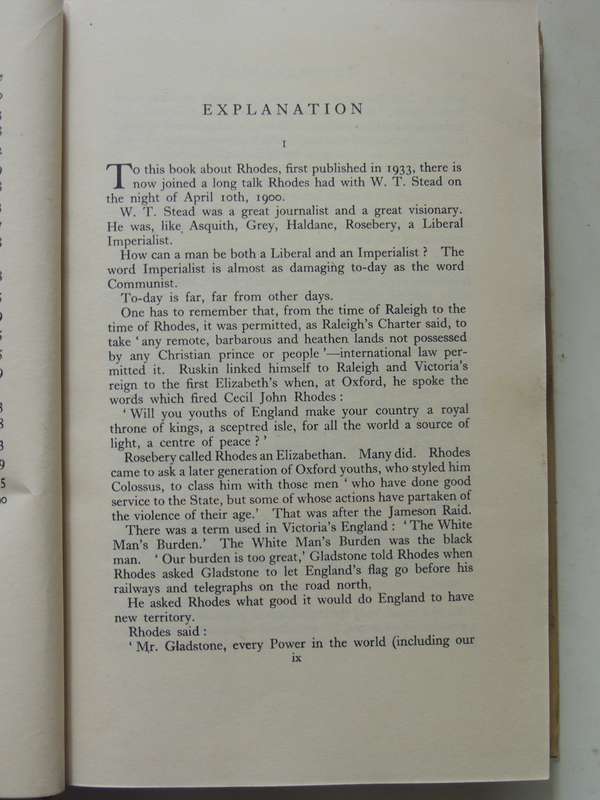 EXPLANATION
I
To this book about Rhodes, first published in 1933, there is
now joined a long talk Rhodes had with W. T. Stead on
the night of April 10th, 1900.
W. T. Stead was a great journalist and a great visionary.
He was, like Asquith, Grey, Haldane, Rosebery, a Liberal
Imperialist.
How can a man be both a Liberal and an Imperialist? The
word Imperialist is almost as damaging to-day as the word
Communist.
To-day is far, far from other days.
One has to remember that, from the time of Raleigh to the
time of Rhodes, it was permitted, as Raleigh's Charter said, to
take ' any remote, barbarous and heathen lands not possessed
by any Christian prince or people '—international law per-
mitted it. Ruskin linked himself to Raleigh and Victoria's
reign to the first Elizabeth's when, at Oxford, he spoke the
words which fired Cecil John Rhodes :
' Will you youths of England make your country a royal
throne of kings, a sceptred isle, for all the world a source of
light, a centre of peace ? '
Rosebery called Rhodes an Elizabethan. Many did. Rhodes
came to ask a later generation of Oxford youths, who styled him
Colossus, to class him with those men ' who have done good
service to the State, but some of whose actions have partaken of
the violence of their age.' That was after the Jameson Raid.
There was a term used in Victoria's England : ' The White
Man's Burden.' The White Man's Burden was the black
man. ' Our burden is too great,' Gladstone told Rhodes when
Rhodes asked Gladstone to let England's flag go before his
railways and telegraphs on the road north.
He asked Rhodes what good it would do England to have
new territory.
Rhodes said :
' Mr. Gladstone, every Power in the world (including our
ix